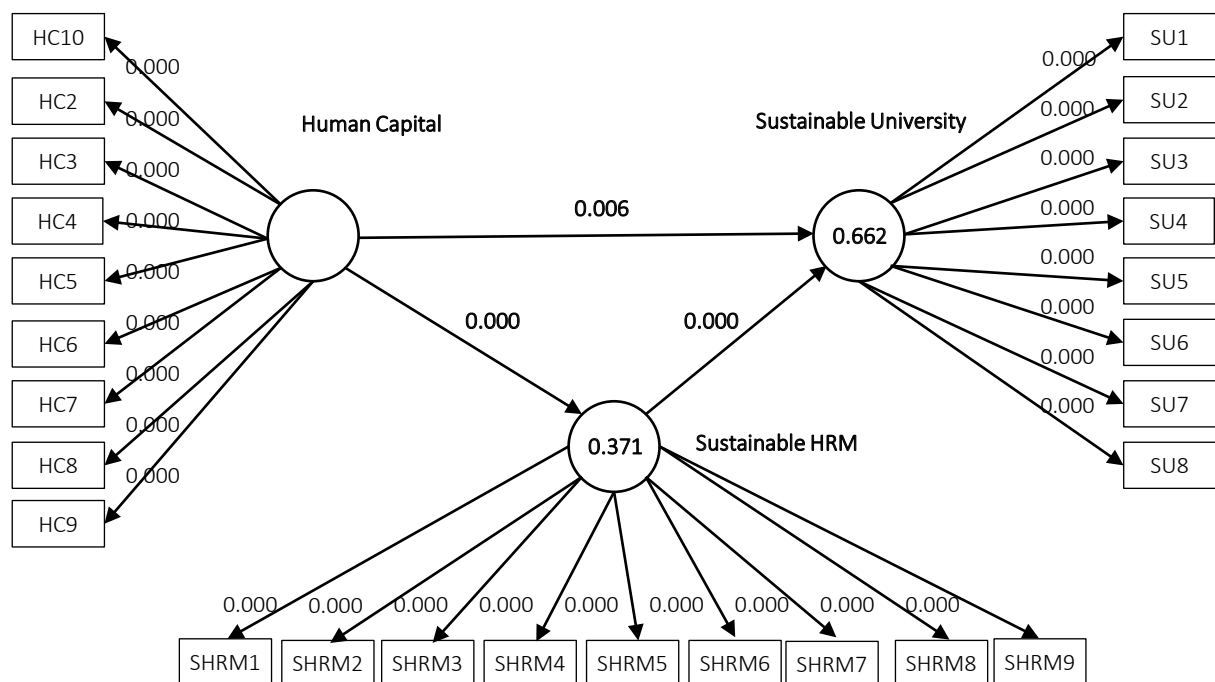 HC10
HC2
HC3
HC4
HC5
HC6
HC7
HC8
HC9
0.000
0.000
0.000
0.000
0.000
0.000
0.000
0.000
0.000
Human Capital
0.006
0.000
0.000
Sustainable University
0.662
0.000
0.000
0.000
0.000
0.000
0.000
0.000
0.000
SU1
SU2
SU3
SU4
SU5
SU6
SU7
SU8
0.371
Sustainable HRM
0.000
0.000
0.000
0.000
0.000
0.000
0.000
0.000
0.000
SHRM1
SHRM2
SHRM3
SHRM4
SHRM5
SHRM6
SHRM7
SHRM8
SHRM9